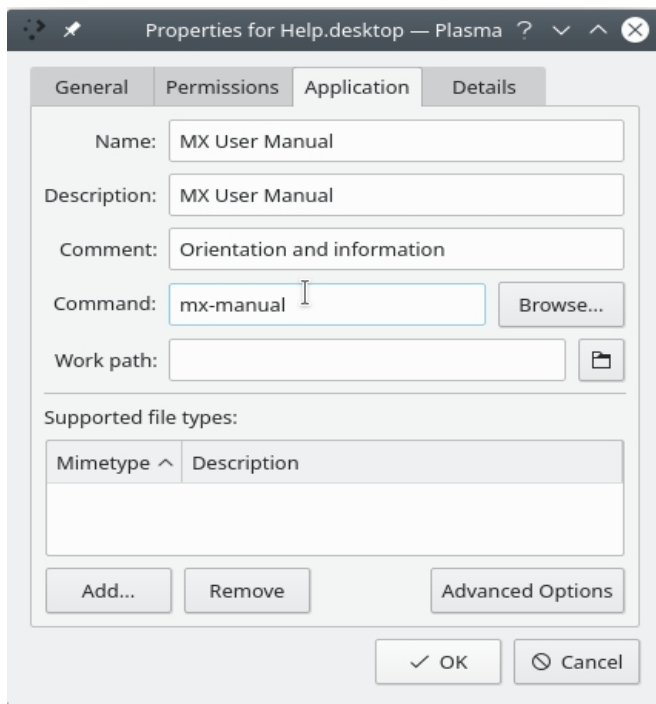 Properties for Help.desktop — Plasma ?
General Permissions Application Details
Name: MX User Manual
Description: MX User Manual
Comment: Orientation and information
Command: mx-manual Browse...
Work path:
Supported file types:
Mimetype Description
Add... Remove Advanced Options
OK Cancel